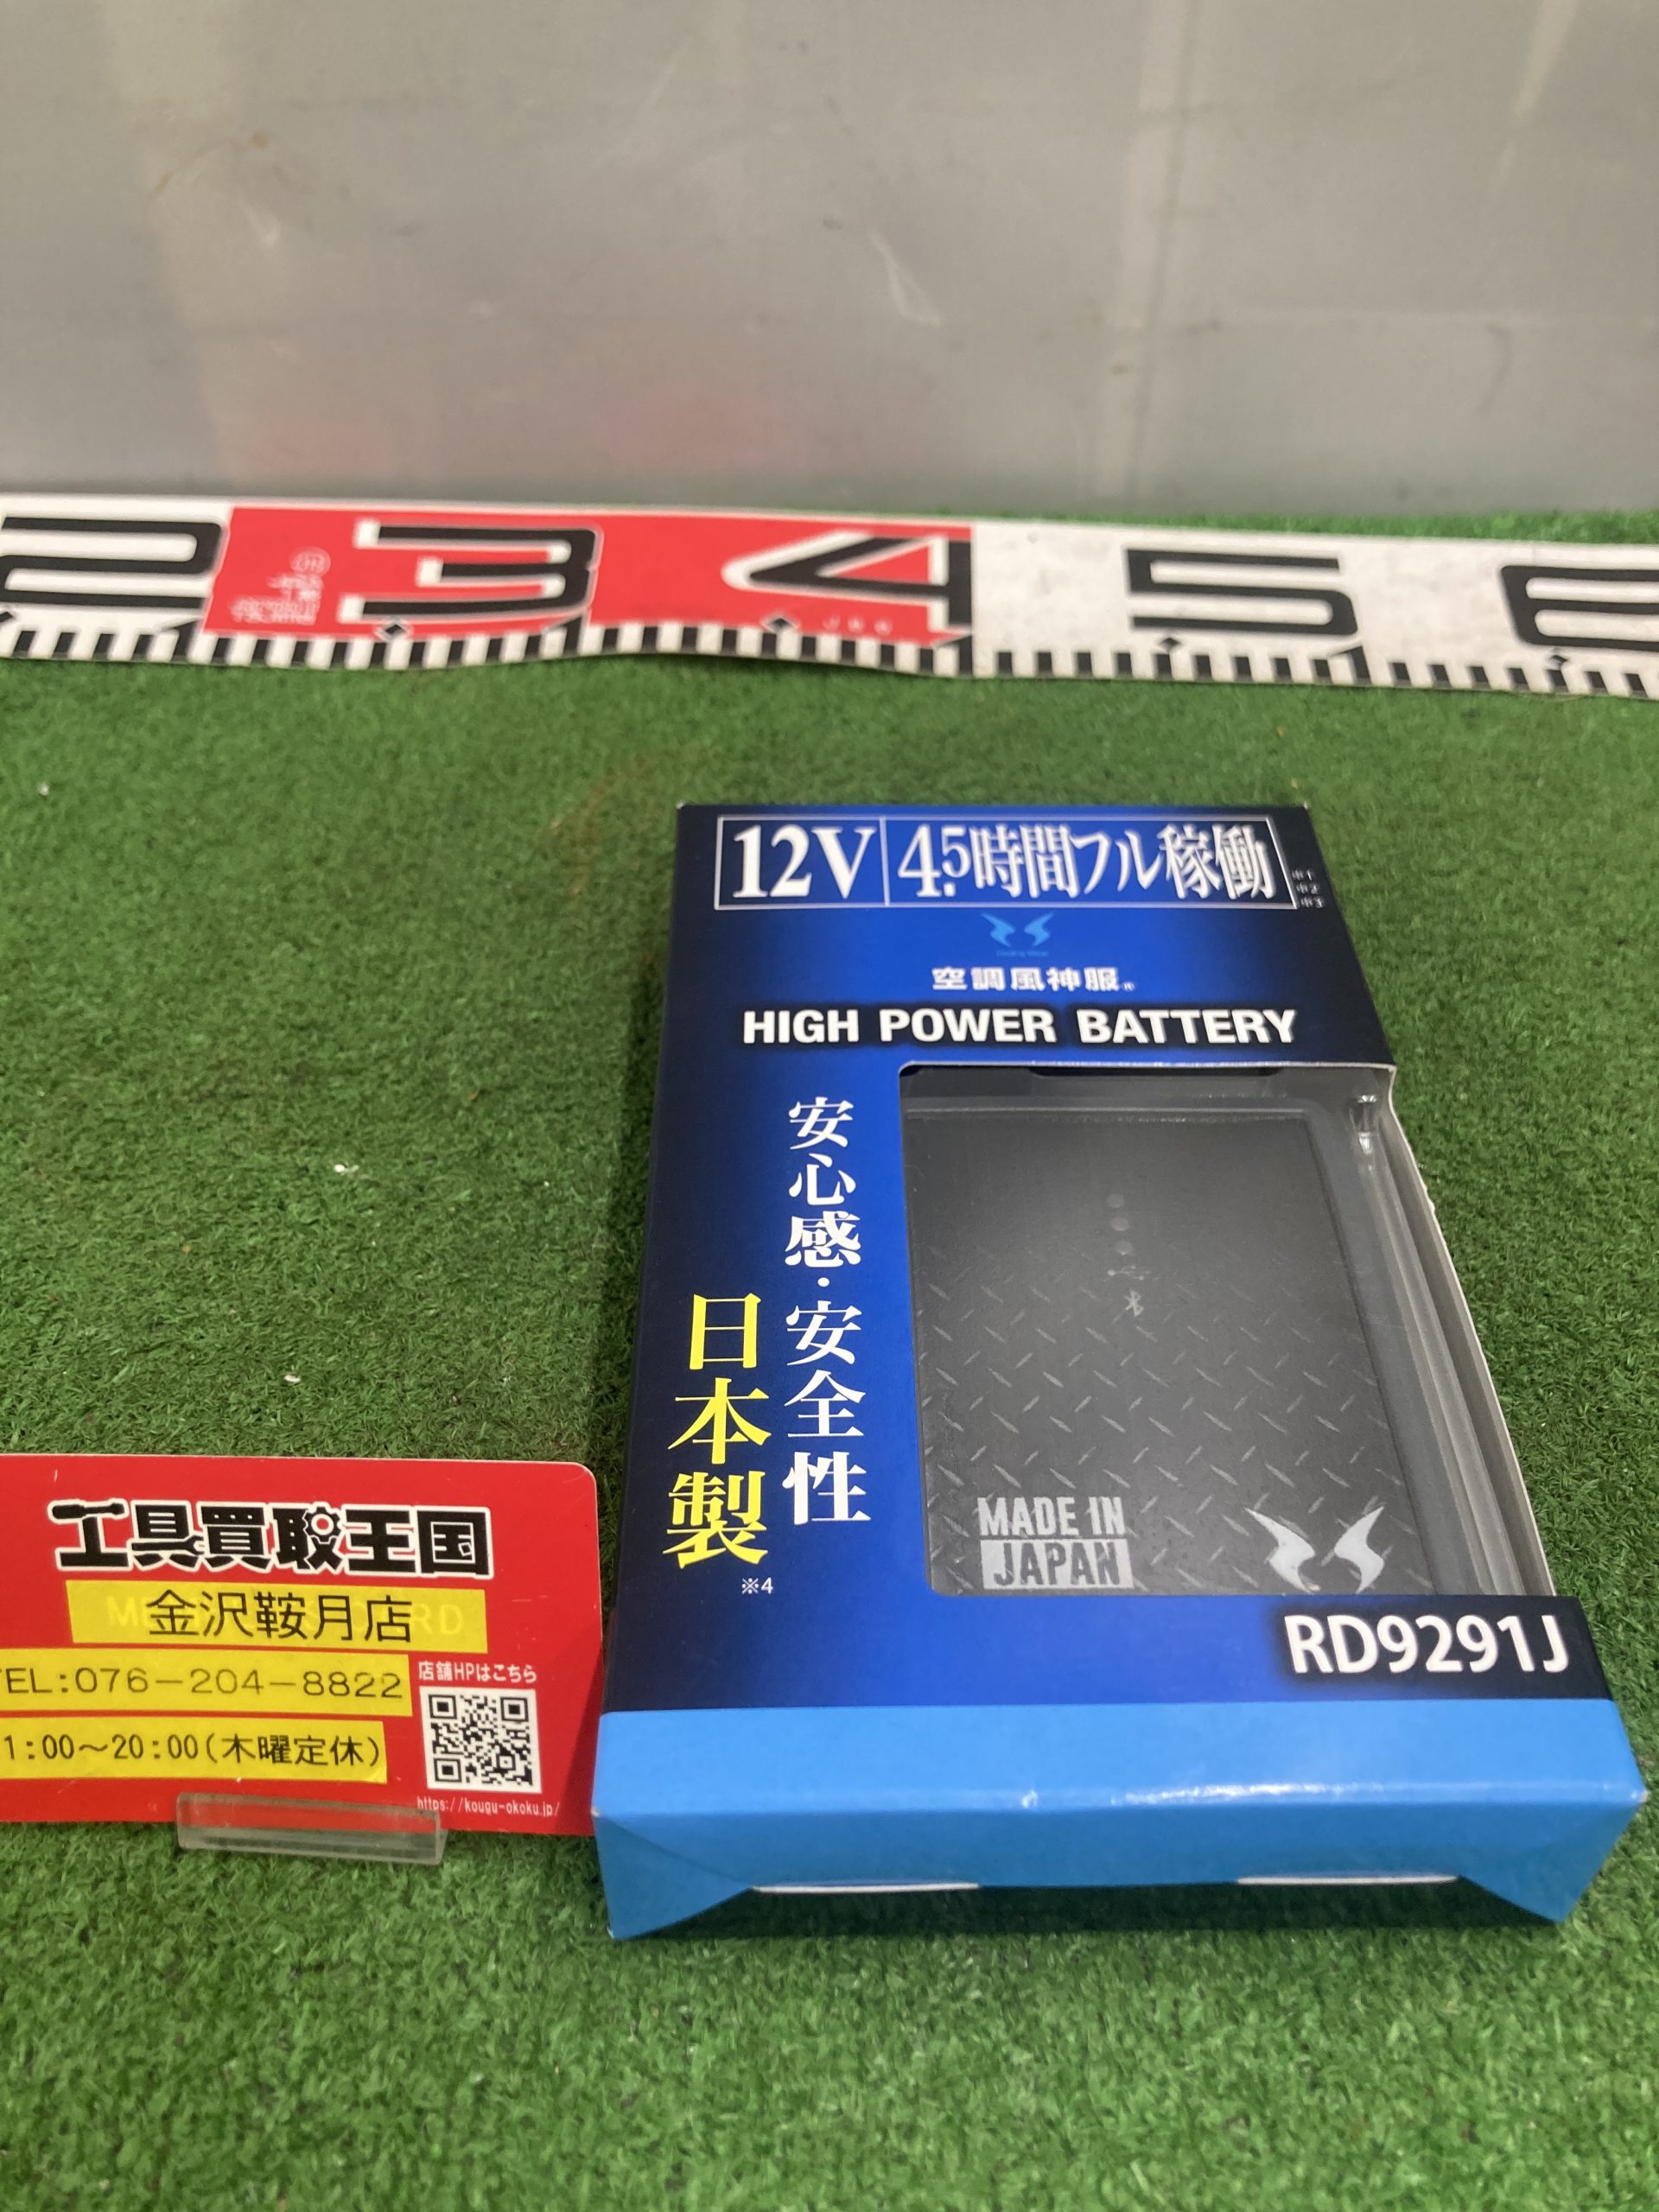 2 3 4 5 6
12V 4.5時間フル稼働
※1
※2
※3
空調風神服
HIGH POWER BATTERY
安心感・安全性
日本製
※4
MADE IN
JAPAN
RD9291J
工具買取王国
金沢鞍月店
TEL:076-204-8822
店舗HPはこちら
1:00〜20:00(木曜定休)
https://kougu-okoku.jp/